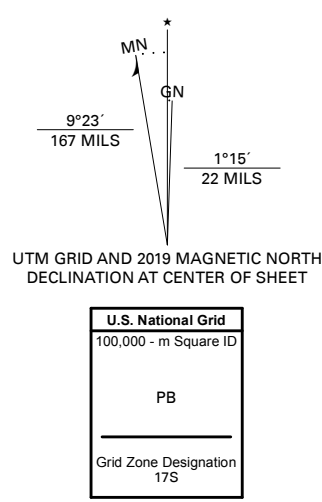 ★
MN
GN
9°23´
167 MILS
1°15´
22 MILS
UTM GRID AND 2019 MAGNETIC NORTH
DECLINATION AT CENTER OF SHEET
U.S. National Grid
100,000 - m Square ID
PB
Grid Zone Designation
17S